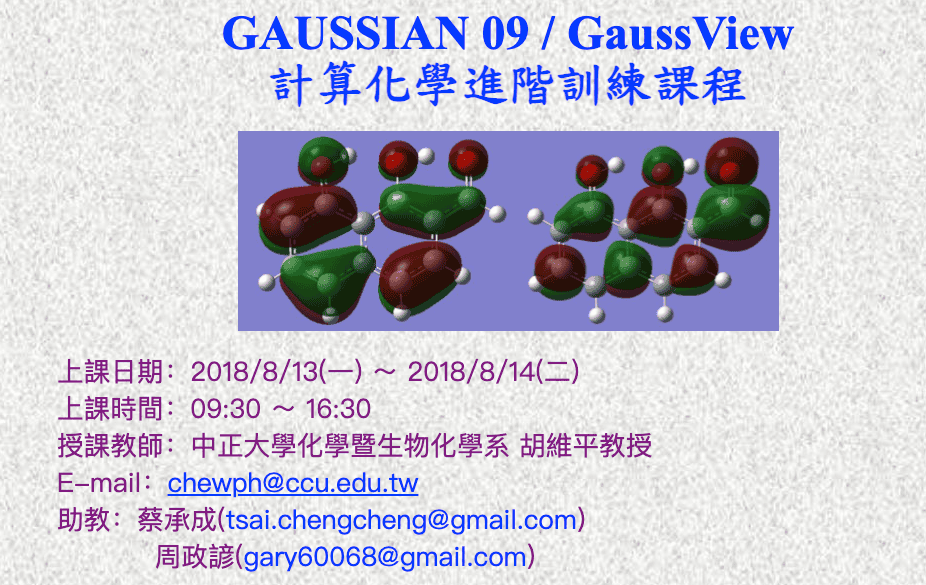 GAUSSIAN 09 / GaussView
計算化學進階訓練課程
上課日期：2018/8/13(一) ～ 2018/8/14(二)
上課時間：09:30 ～ 16:30
授課教師：中正大學化學暨生物化學系 胡維平教授
E-mail：chewph@ccu.edu.tw
助教：蔡承成(tsai.chengcheng@gmail.com)
周政諺(gary60068@gmail.com)